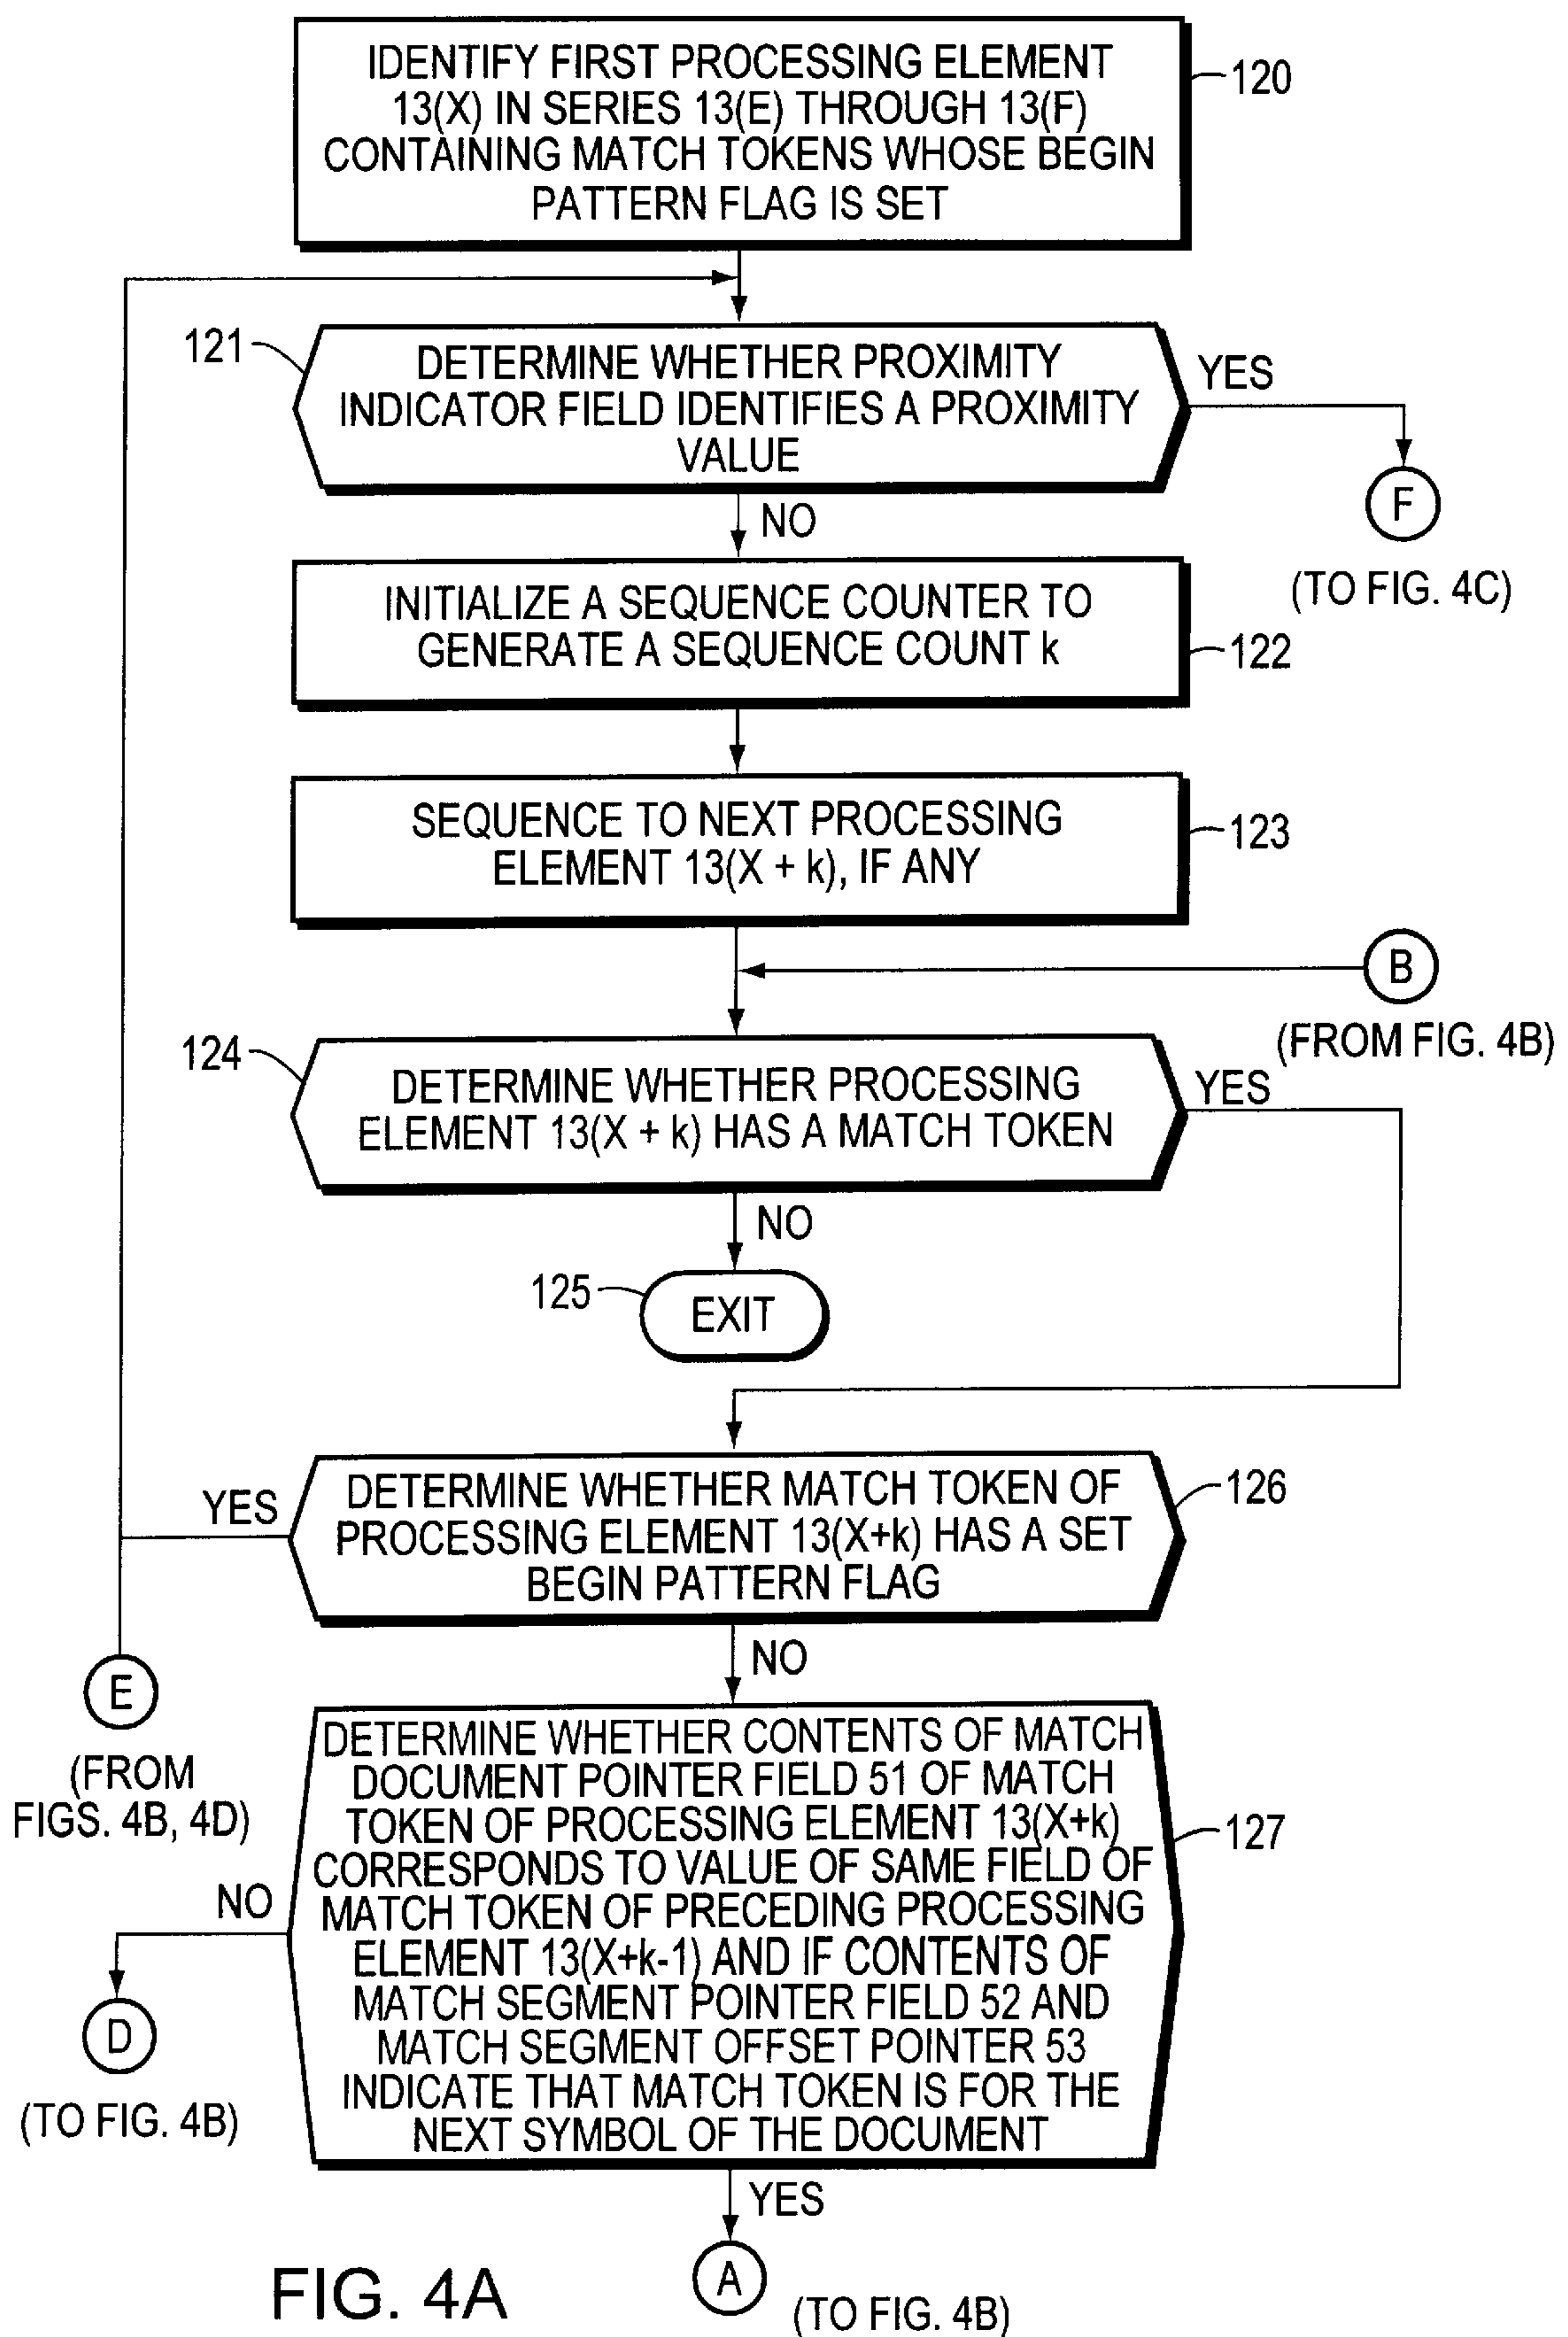 IDENTIFY FIRST PROCESSING ELEMENT
13(X) IN SERIES 13(E) THROUGH 13(F)
CONTAINING MATCH TOKENS WHOSE BEGIN
PATTERN FLAG IS SET
120
121
DETERMINE WHETHER PROXIMITY
INDICATOR FIELD IDENTIFIES A PROXIMITY
VALUE
YES
F
(TO FIG. 4C)
NO
INITIALIZE A SEQUENCE COUNTER TO
GENERATE A SEQUENCE COUNT k
122
SEQUENCE TO NEXT PROCESSING
ELEMENT 13(X + k), IF ANY
123
B
(FROM FIG. 4B)
124
DETERMINE WHETHER PROCESSING
ELEMENT 13(X + k) HAS A MATCH TOKEN
YES
NO
125
EXIT
YES
DETERMINE WHETHER MATCH TOKEN OF
PROCESSING ELEMENT 13(X+k) HAS A SET
BEGIN PATTERN FLAG
126
NO
E
(FROM
FIGS. 4B, 4D)
DETERMINE WHETHER CONTENTS OF MATCH
DOCUMENT POINTER FIELD 51 OF MATCH
TOKEN OF PROCESSING ELEMENT 13(X+k)
CORRESPONDS TO VALUE OF SAME FIELD OF
MATCH TOKEN OF PRECEDING PROCESSING
ELEMENT 13(X+k-1) AND IF CONTENTS OF
MATCH SEGMENT POINTER FIELD 52 AND
MATCH SEGMENT OFFSET POINTER 53
INDICATE THAT MATCH TOKEN IS FOR THE
NEXT SYMBOL OF THE DOCUMENT
127
NO
D
(TO FIG. 4B)
YES
A
(TO FIG. 4B)
FIG. 4A